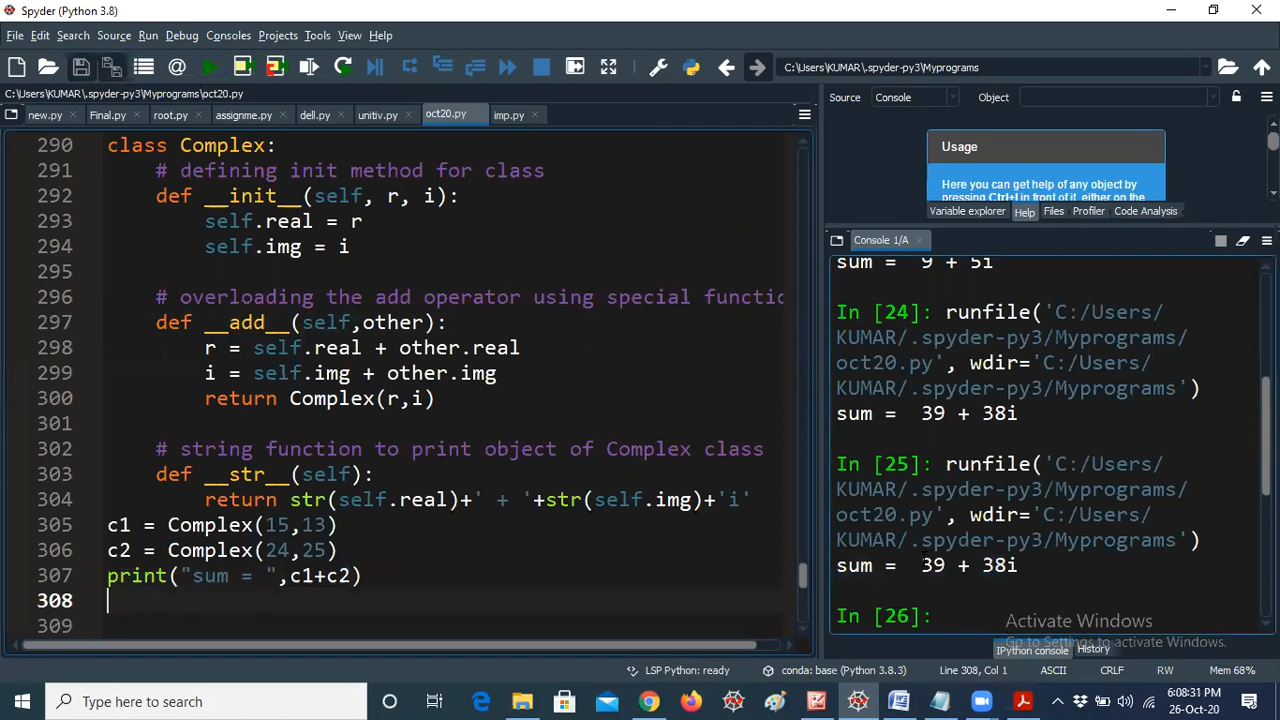 Spyder (Python 3.8)
File Edit Search Source Run Debug Consoles Projects Tools View Help
C:\Users\KUMAR\.spyder-py3\Myprograms
C:\Users\KUMAR\.spyder-py3\Myprograms\oct20.py
Source Console Object
new.py Final.py root.py assignme.py dell.py unitiv.py oct20.py imp.py
290 class Complex:
291 # defining init method for class
292 def __init__(self, r, i):
293 self.real = r
294 self.img = i
295
296 # overloading the add operator using special functio
297 def __add__(self,other):
298 r = self.real + other.real
299 i = self.img + other.img
300 return Complex(r,i)
301
302 # string function to print object of Complex class
303 def __str__(self):
304 return str(self.real)+' + '+str(self.img)+'i'
305 c1 = Complex(15,13)
306 c2 = Complex(24,25)
307 print("sum = ",c1+c2)
308
309
Usage
Here you can get help of any object by
pressing Ctrl+I in front of it, either on the
Variable explorer Help Files Profiler Code Analysis
Console 1/A
sum =  9 + 5i
In [24]: runfile('C:/Users/
KUMAR/.spyder-py3/Myprograms/
oct20.py', wdir='C:/Users/
KUMAR/.spyder-py3/Myprograms')
sum =  39 + 38i
In [25]: runfile('C:/Users/
KUMAR/.spyder-py3/Myprograms/
oct20.py', wdir='C:/Users/
KUMAR/.spyder-py3/Myprograms')
sum =  39 + 38i
In [26]:
Activate Windows
Go to Settings to activate Windows.
IPython console History
LSP Python: ready conda: base (Python 3.8.3) Line 308, Col 1 ASCII CRLF RW Mem 68%
Type here to search
6:08:31 PM
26-Oct-20